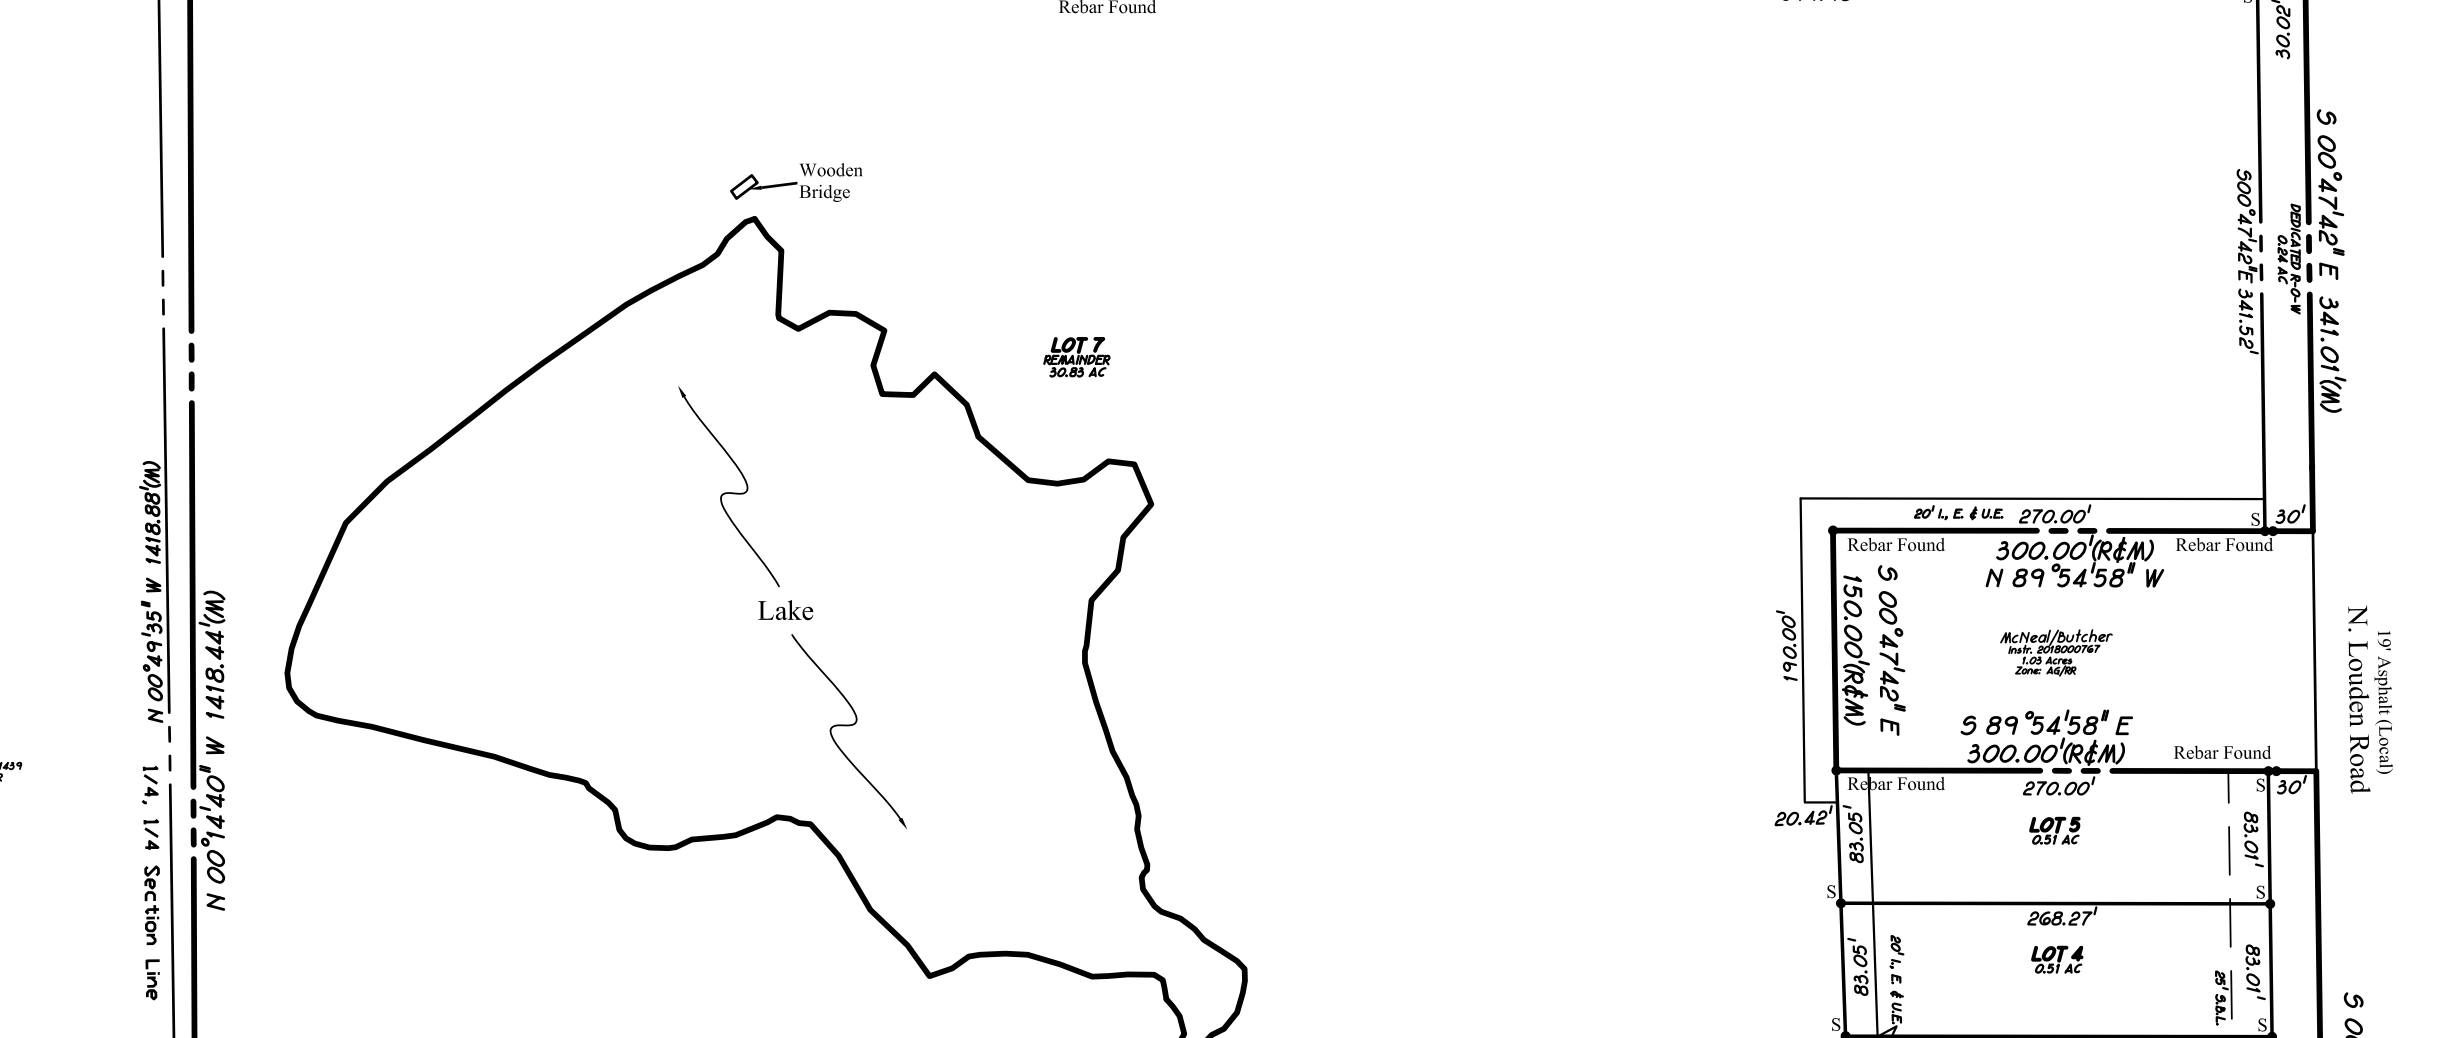 Rebar Found
20.03'
S 00°47'42" E 341.01'(M)
S00°47'42"E 341.52'
DEDICATED R-O-W
0.24 AC
Wooden
Bridge
LOT 7
REMAINDER
30.83 AC
Lake
N 00°49'35" W 1418.88'(M)
1/4, 1/4 Section Line
N 00°14'40" W 1418.44'(M)
1439
20' I., E. & U.E.
270.00'
S
30'
Rebar Found
Rebar Found
300.00'(R&M)
N 89°54'58" W
190.00'
150.00'(R&M)
S 00°47'42" E
McNeal/Butcher
Instr. 2018000767
1.03 Acres
Zone: AG/RR
S 89°54'58" E
300.00'(R&M)
Rebar Found
N. Louden Road
19' Asphalt (Local)
Rebar Found
270.00'
S
30'
20.42'
83.05'
LOT 5
0.51 AC
83.01'
S
S
268.27'
83.05'
20' I., E. & U.E.
LOT 4
0.51 AC
25' S.B.L.
83.01'
S
S
S 0